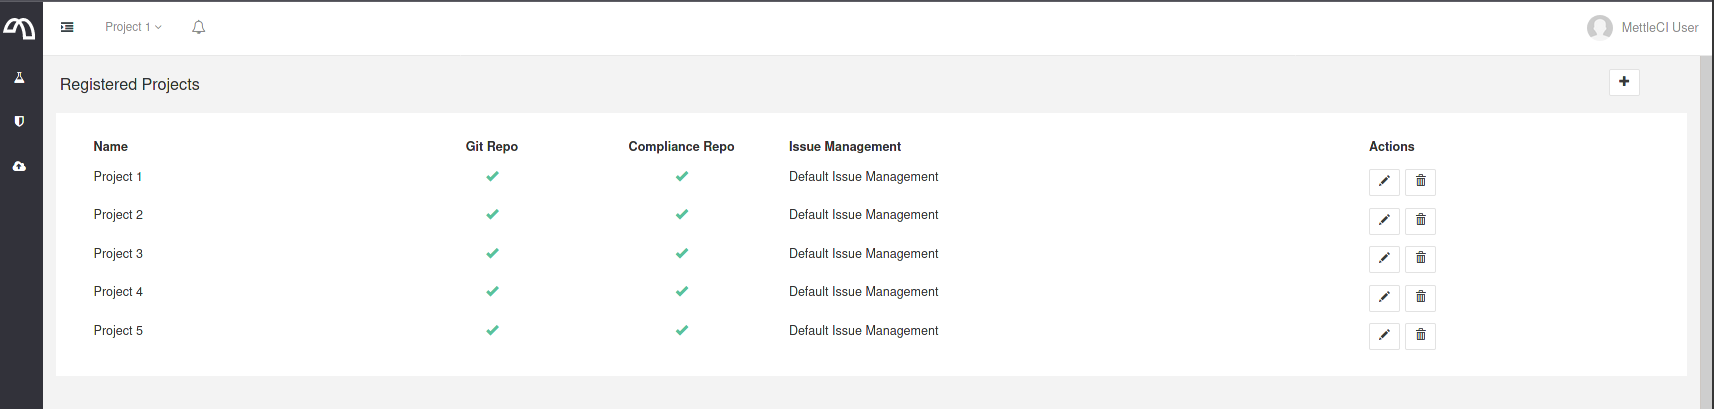 Project 1
MettleCI User
Registered Projects
Name Git Repo Compliance Repo Issue Management Actions
Project 1 Default Issue Management
Project 2 Default Issue Management
Project 3 Default Issue Management
Project 4 Default Issue Management
Project 5 Default Issue Management